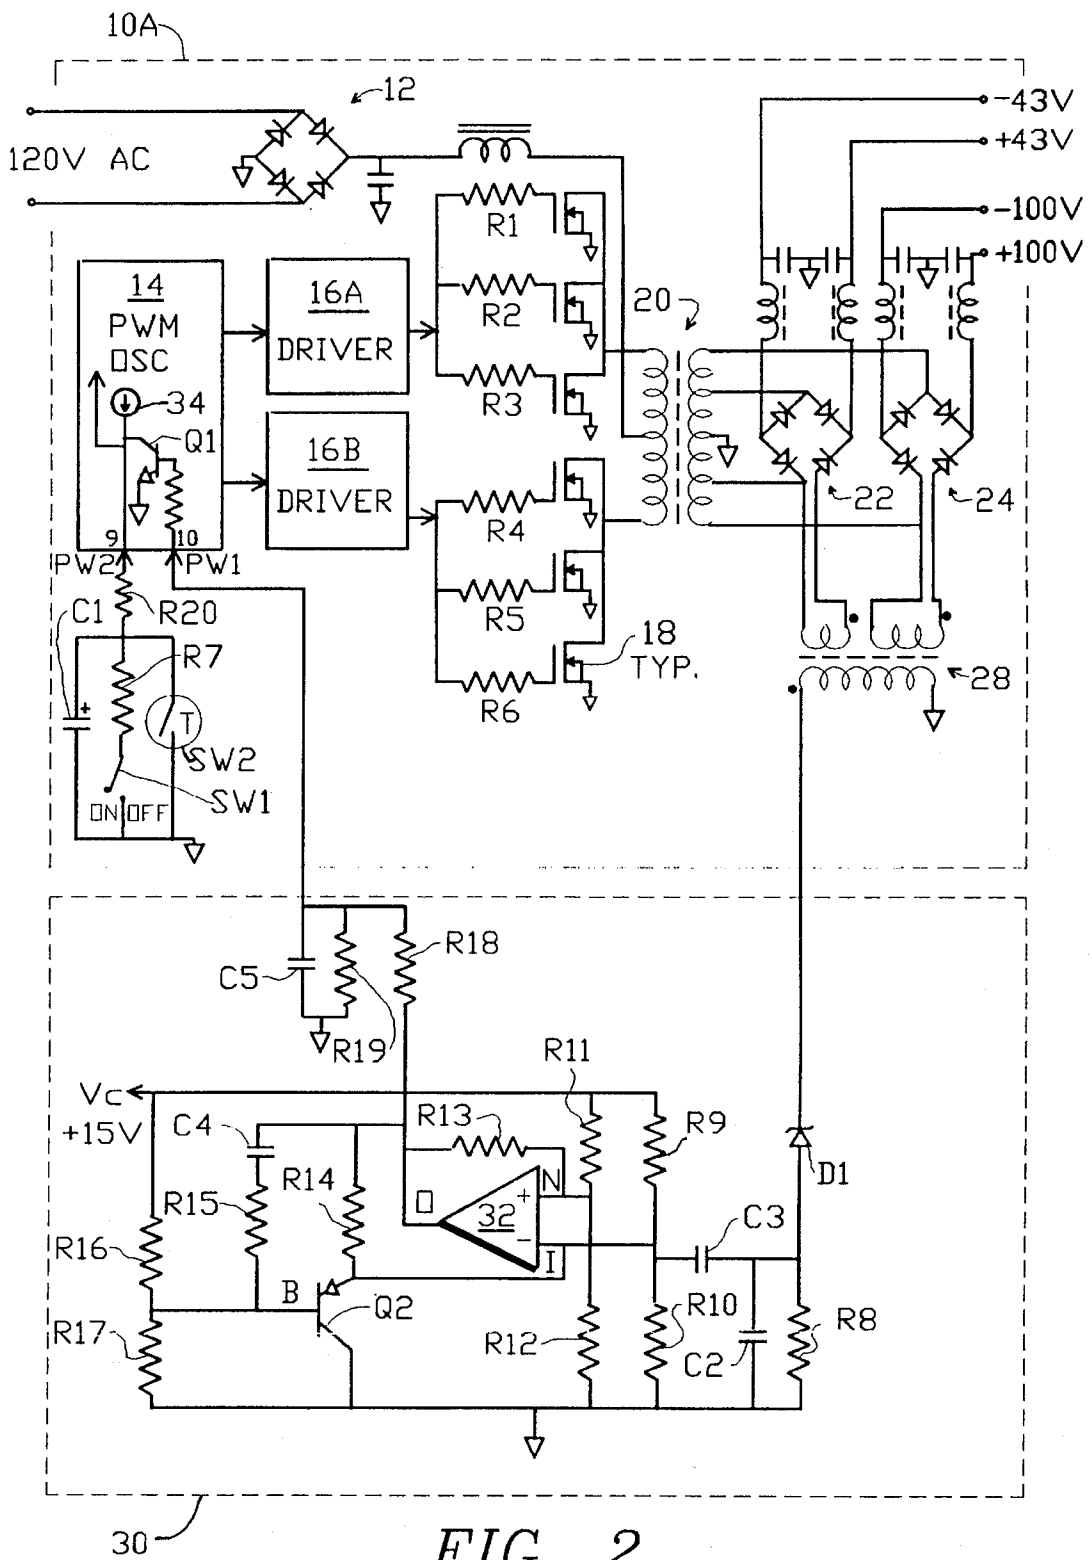 10A
12
-43V
120V AC
+43V
R1
-100V
+100V
14
PWM
OSC
16A
DRIVER
R2
20
34
R3
Q1
16B
DRIVER
R4
22
24
9
10
PW2
PW1
C1
R20
R5
18
TYP.
R7
28
+
T
R6
SW2
SW1
ON
OFF
R18
C5
R19
R11
Vc
+15V
C4
R13
R9
D1
R14
O
N
+
R15
32
-
C3
R16
I
B
Q2
R10
R8
R17
R12
C2
30
FIG. 2